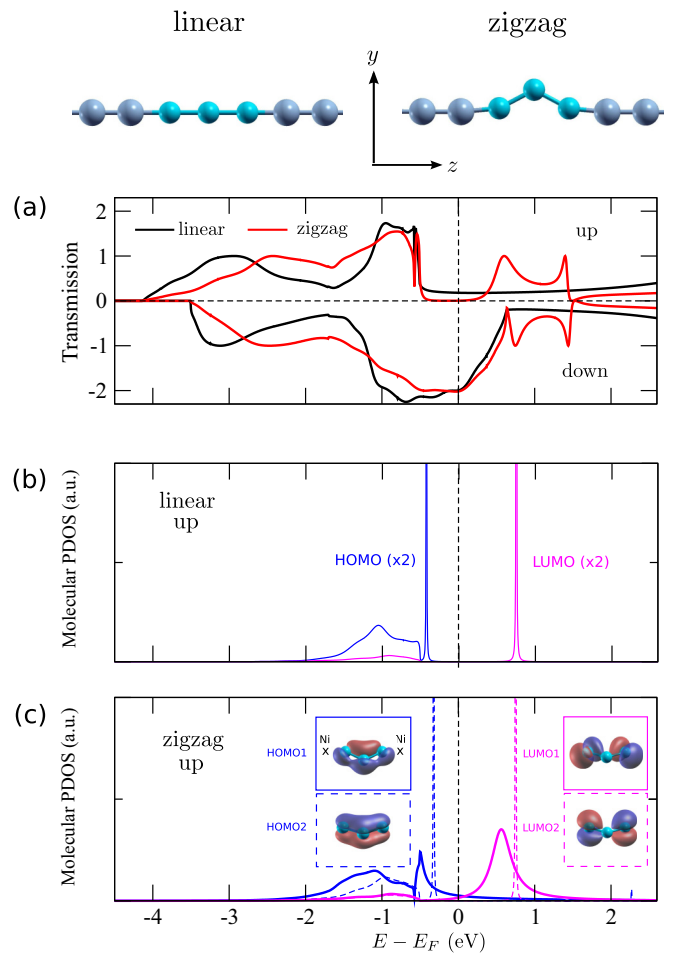 linear
zigzag
y
z
(a)
Transmission
2
1
0
-1
-2
linear
zigzag
up
down
(b)
Molecular PDOS (a.u.)
linear
up
HOMO (x2)
LUMO (x2)
(c)
Molecular PDOS (a.u.)
zigzag
up
HOMO1
Ni
x
Ni
x
HOMO2
LUMO1
LUMO2
-4
-3
-2
-1
0
1
2
E − E_F (eV)